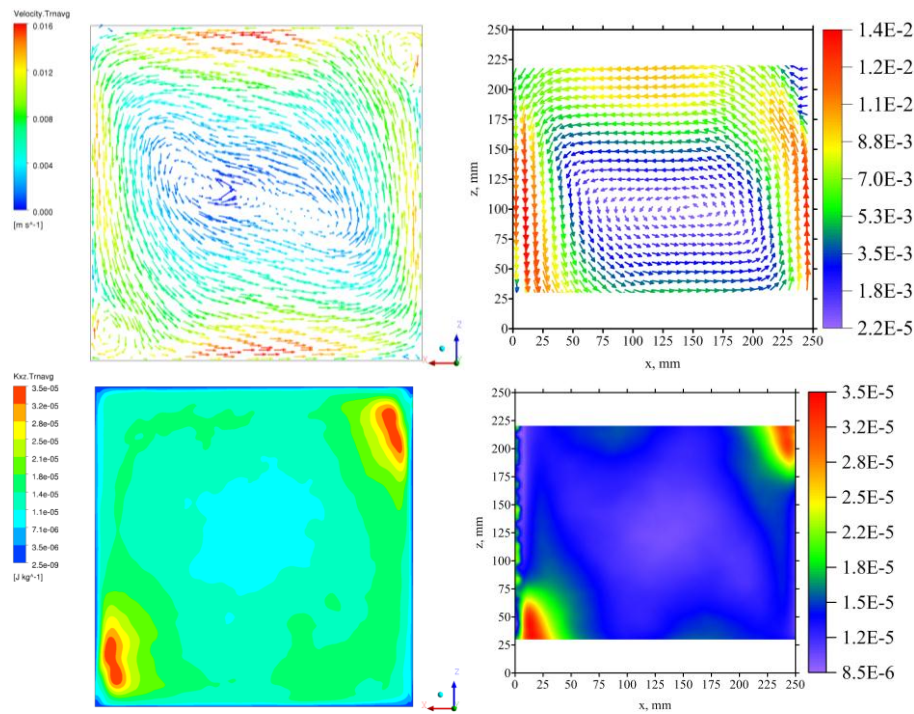 Velocity.Trnavg
0.016
0.012
0.008
0.004
0.000
[m s^-1]
X
Z
250
225
200
175
150
125
100
75
50
25
0
z, mm
0 25 50 75 100 125 150 175 200 225 250
x, mm
1.4E-2
1.2E-2
1.1E-2
8.8E-3
7.0E-3
5.3E-3
3.5E-3
1.8E-3
2.2E-5
Kxz.Trnavg
3.5e-05
3.2e-05
2.8e-05
2.5e-05
2.1e-05
1.8e-05
1.4e-05
1.1e-05
7.1e-06
3.5e-06
2.5e-09
[J kg^-1]
X
Z
250
225
200
175
150
125
100
75
50
25
0
z, mm
0 25 50 75 100 125 150 175 200 225 250
x, mm
3.5E-5
3.2E-5
2.8E-5
2.5E-5
2.2E-5
1.8E-5
1.5E-5
1.2E-5
8.5E-6